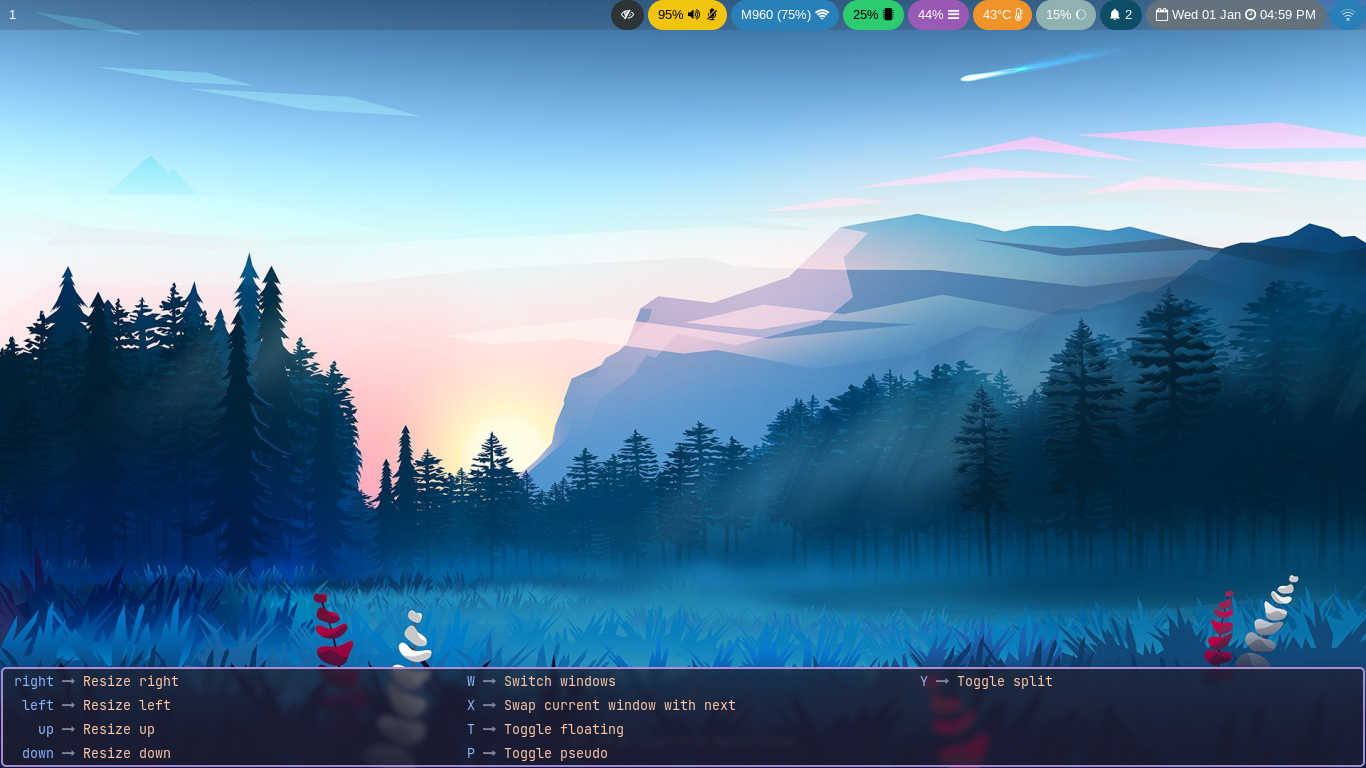 1 95% M960 (75%) 25% 44% 43°C 15% 2 Wed 01 Jan 04:59 PM
right → Resize right W → Switch windows Y → Toggle split
left → Resize left X → Swap current window with next
up → Resize up T → Toggle floating
down → Resize down P → Toggle pseudo